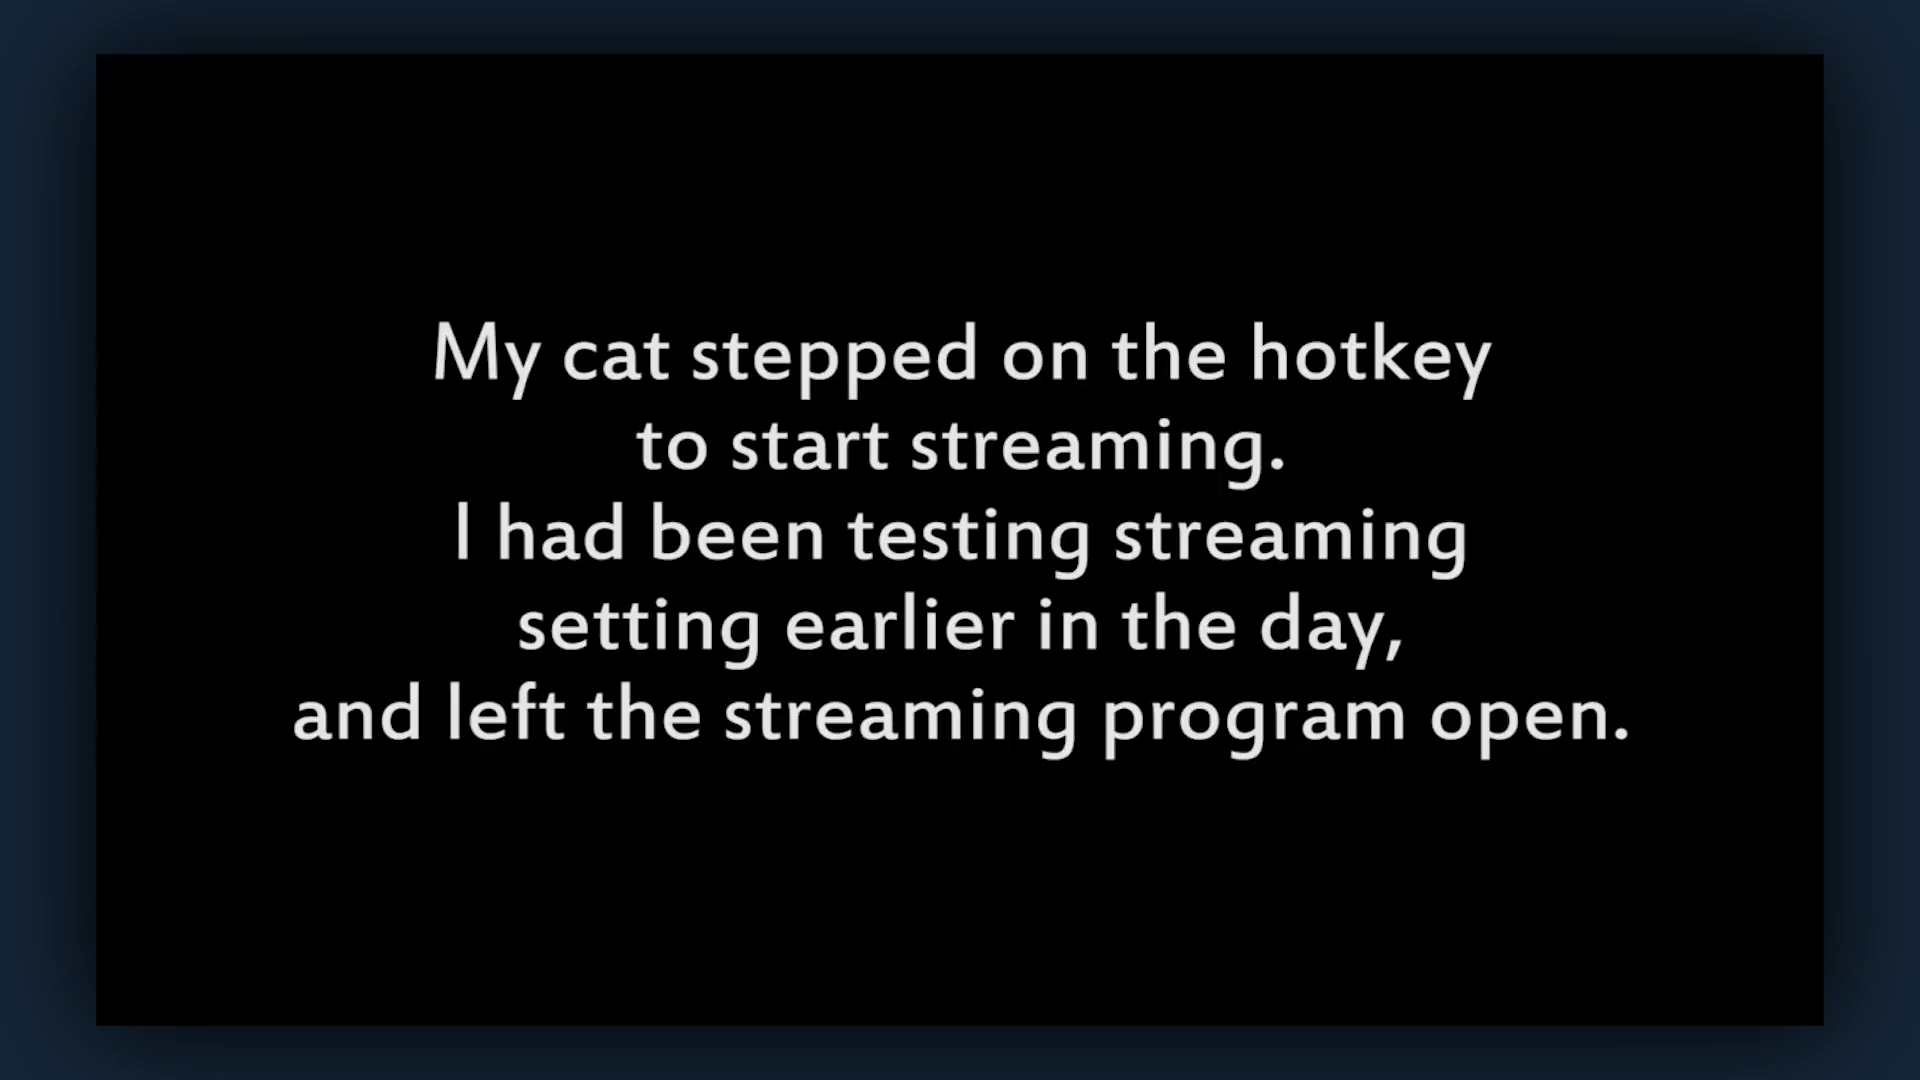 My cat stepped on the hotkey
to start streaming.
I had been testing streaming
setting earlier in the day,
and left the streaming program open.